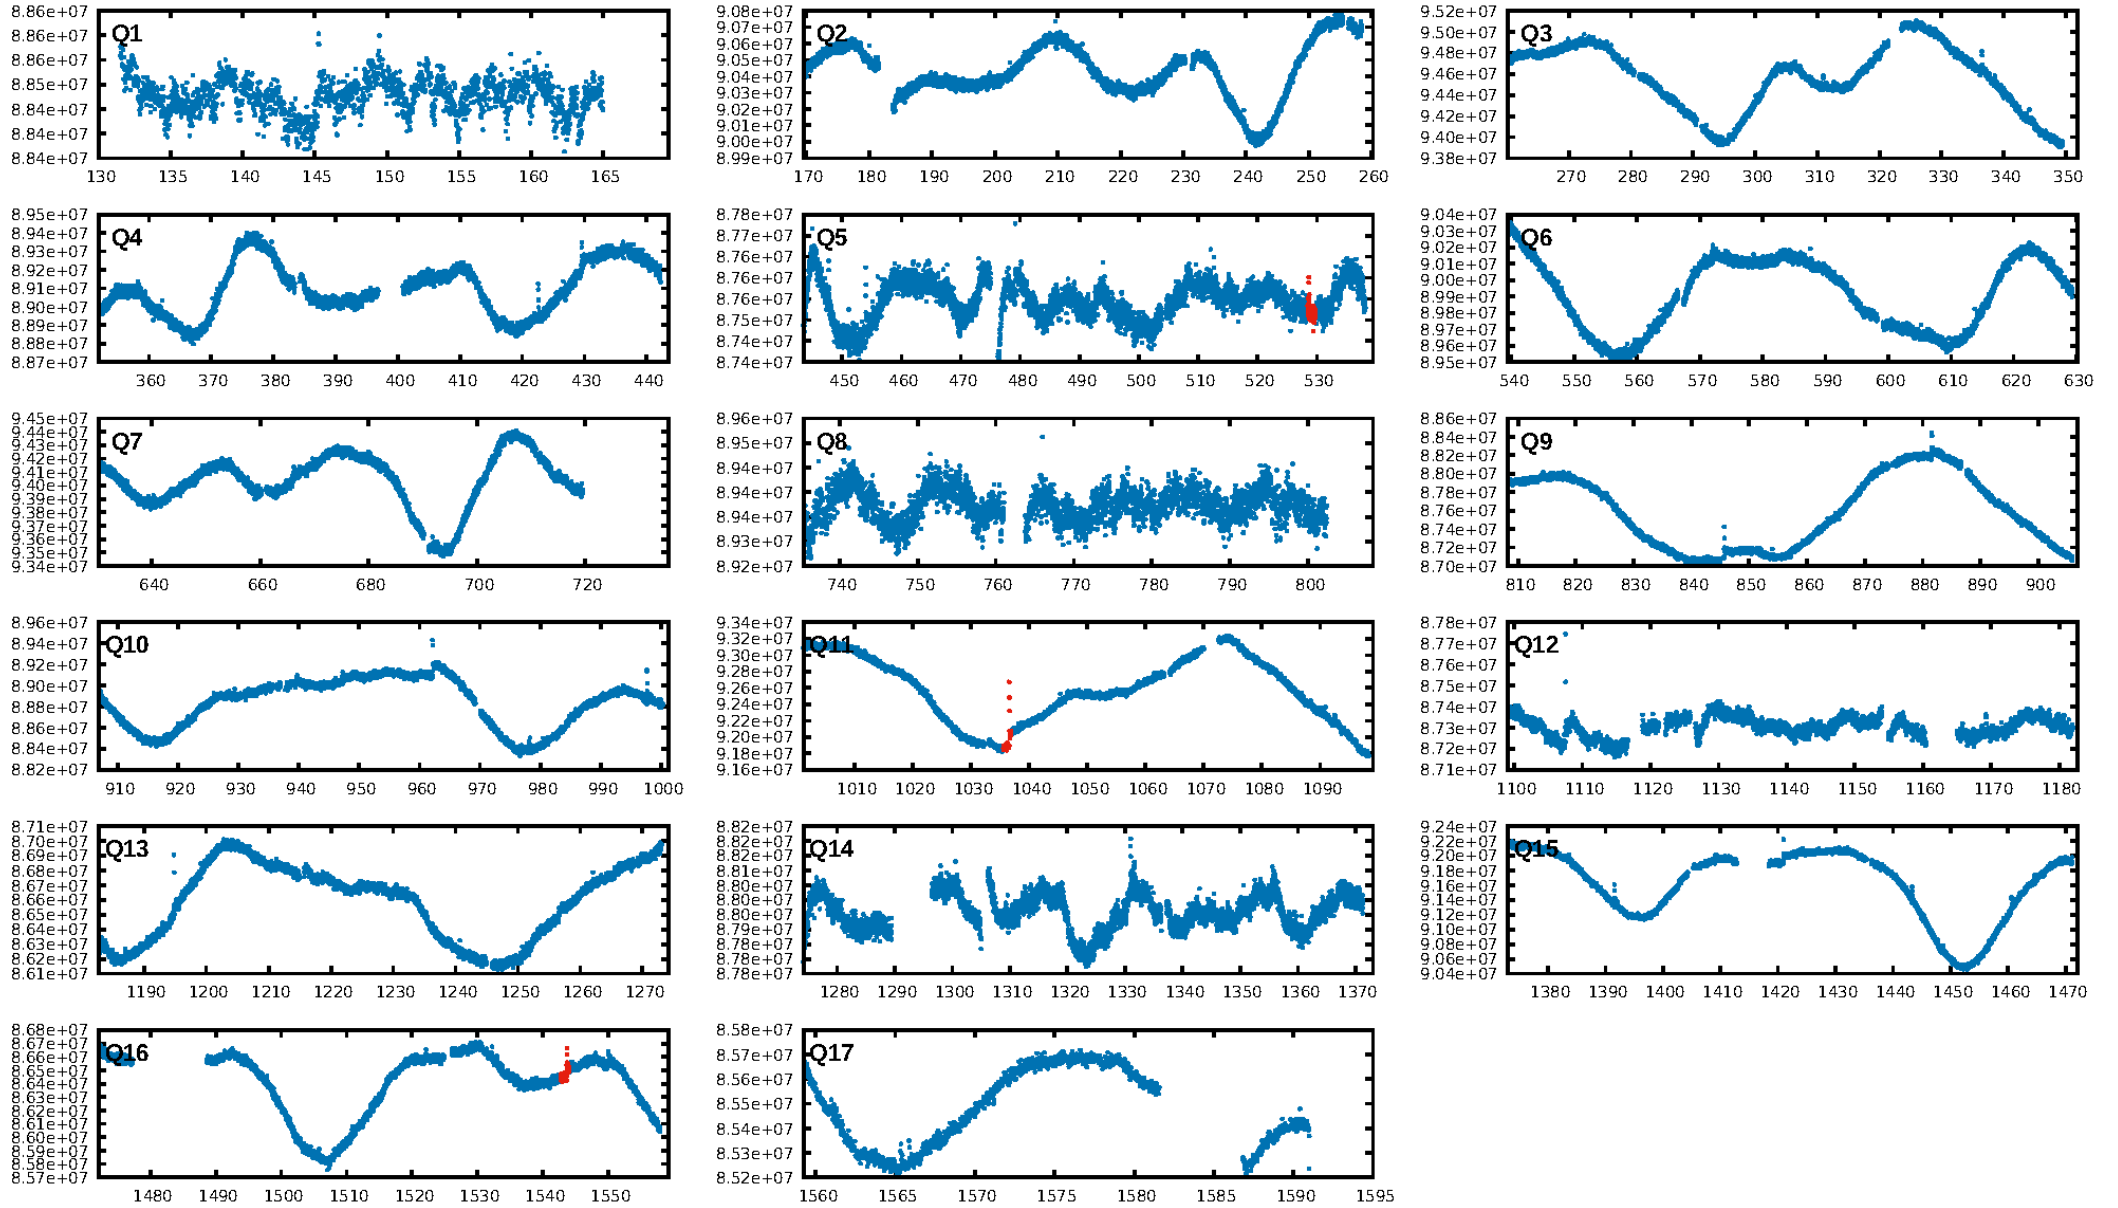 Q1
8.86e+07
8.86e+07
8.86e+07
8.85e+07
8.84e+07
8.84e+07
8.84e+07
130 135 140 145 150 155 160 165
Q2
9.08e+07
9.07e+07
9.06e+07
9.05e+07
9.04e+07
9.03e+07
9.02e+07
9.01e+07
9.00e+07
8.99e+07
170 180 190 200 210 220 230 240 250 260
Q3
9.52e+07
9.50e+07
9.48e+07
9.46e+07
9.44e+07
9.42e+07
9.40e+07
9.38e+07
270 280 290 300 310 320 330 340 350
Q4
8.95e+07
8.94e+07
8.93e+07
8.92e+07
8.91e+07
8.90e+07
8.89e+07
8.88e+07
8.87e+07
360 370 380 390 400 410 420 430 440
Q5
8.78e+07
8.77e+07
8.76e+07
8.76e+07
8.75e+07
8.74e+07
8.74e+07
450 460 470 480 490 500 510 520 530
Q6
9.04e+07
9.02e+07
9.01e+07
9.00e+07
8.99e+07
8.98e+07
8.97e+07
8.96e+07
8.95e+07
540 550 560 570 580 590 600 610 620 630
Q7
9.45e+07
9.44e+07
9.43e+07
9.42e+07
9.41e+07
9.40e+07
9.39e+07
9.38e+07
9.37e+07
9.36e+07
9.35e+07
9.34e+07
640 660 680 700 720
Q8
8.96e+07
8.95e+07
8.94e+07
8.94e+07
8.94e+07
8.93e+07
8.92e+07
740 750 760 770 780 790 800
Q9
8.86e+07
8.84e+07
8.82e+07
8.80e+07
8.78e+07
8.76e+07
8.74e+07
8.72e+07
8.70e+07
810 820 830 840 850 860 870 880 890 900
Q10
8.96e+07
8.94e+07
8.92e+07
8.90e+07
8.88e+07
8.86e+07
8.84e+07
8.82e+07
910 920 930 940 950 960 970 980 990 1000
Q11
9.34e+07
9.32e+07
9.30e+07
9.28e+07
9.26e+07
9.24e+07
9.22e+07
9.20e+07
9.18e+07
9.16e+07
1010 1020 1030 1040 1050 1060 1070 1080 1090
Q12
8.78e+07
8.77e+07
8.76e+07
8.75e+07
8.74e+07
8.73e+07
8.72e+07
8.71e+07
1100 1110 1120 1130 1140 1150 1160 1170 1180
Q13
8.71e+07
8.70e+07
8.69e+07
8.68e+07
8.67e+07
8.66e+07
8.65e+07
8.64e+07
8.63e+07
8.62e+07
8.61e+07
1190 1200 1210 1220 1230 1240 1250 1260 1270
Q14
8.82e+07
8.82e+07
8.81e+07
8.80e+07
8.80e+07
8.80e+07
8.79e+07
8.78e+07
8.78e+07
8.78e+07
1280 1290 1300 1310 1320 1330 1340 1350 1360 1370
Q15
9.24e+07
9.22e+07
9.20e+07
9.18e+07
9.16e+07
9.14e+07
9.12e+07
9.10e+07
9.08e+07
9.06e+07
9.04e+07
1380 1390 1400 1410 1420 1430 1440 1450 1460 1470
Q16
8.68e+07
8.67e+07
8.66e+07
8.65e+07
8.64e+07
8.63e+07
8.62e+07
8.61e+07
8.60e+07
8.59e+07
8.58e+07
8.57e+07
1480 1490 1500 1510 1520 1530 1540 1550
Q17
8.58e+07
8.57e+07
8.56e+07
8.55e+07
8.54e+07
8.53e+07
8.52e+07
1560 1565 1570 1575 1580 1585 1590 1595